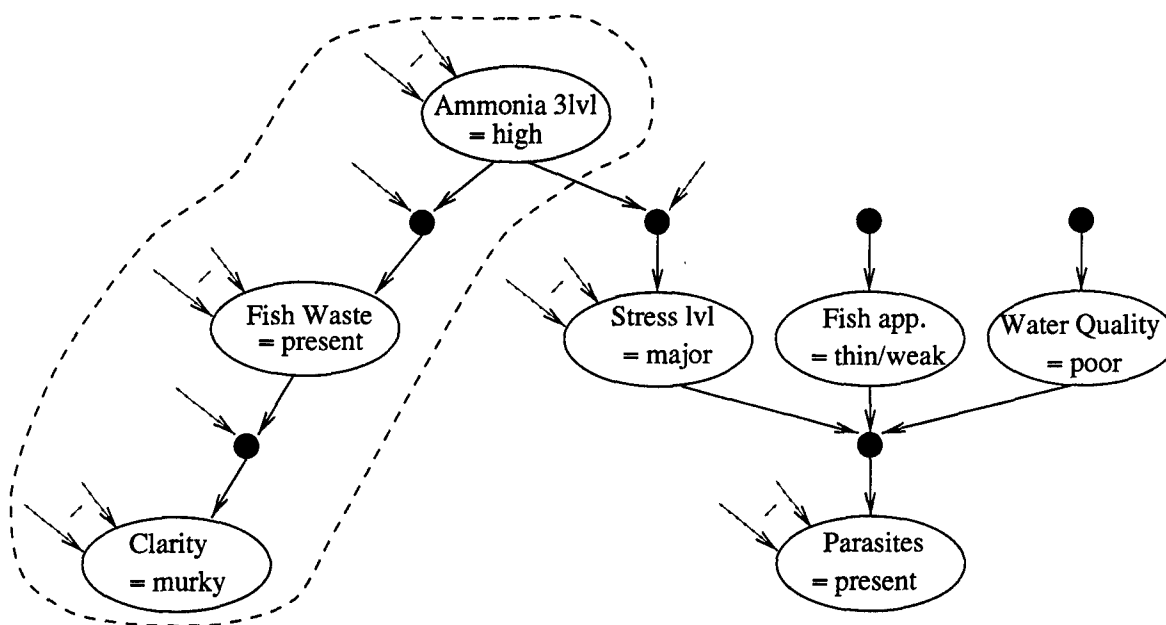 Ammonia 3lvl
= high
Fish Waste
= present
Stress lvl
= major
Fish app.
= thin/weak
Water Quality
= poor
Clarity
= murky
Parasites
= present